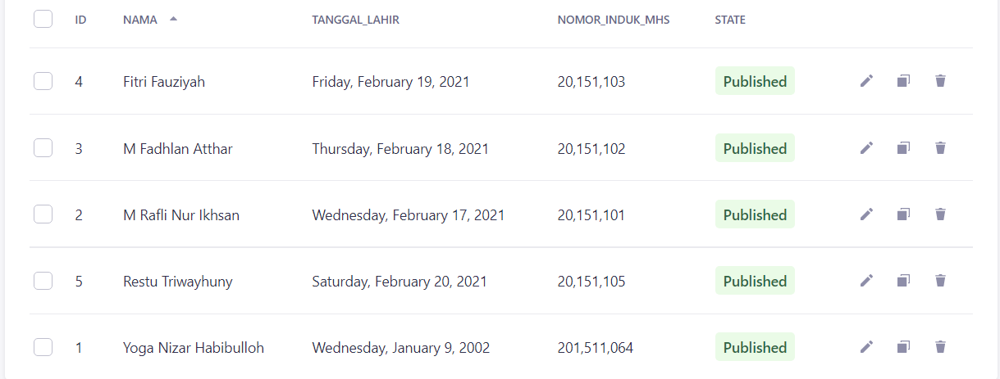 ID NAMA TANGGAL_LAHIR NOMOR_INDUK_MHS STATE
4 Fitri Fauziyah Friday, February 19, 2021 20,151,103 Published
3 M Fadhlan Atthar Thursday, February 18, 2021 20,151,102 Published
2 M Rafli Nur Ikhsan Wednesday, February 17, 2021 20,151,101 Published
5 Restu Triwayhuny Saturday, February 20, 2021 20,151,105 Published
1 Yoga Nizar Habibulloh Wednesday, January 9, 2002 201,511,064 Published